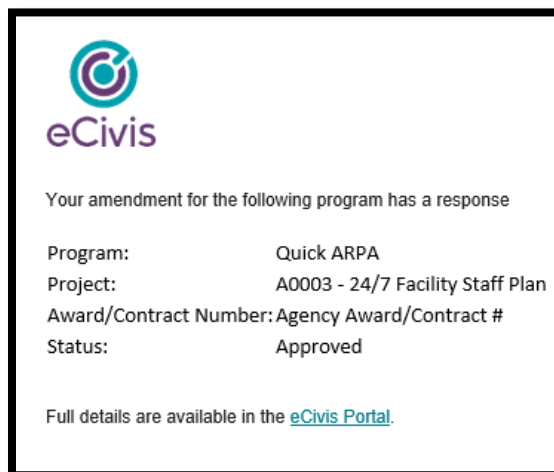 eCivis
Your amendment for the following program has a response
Program: Quick ARPA
Project: A0003 - 24/7 Facility Staff Plan
Award/Contract Number: Agency Award/Contract #
Status: Approved
Full details are available in the eCivis Portal.